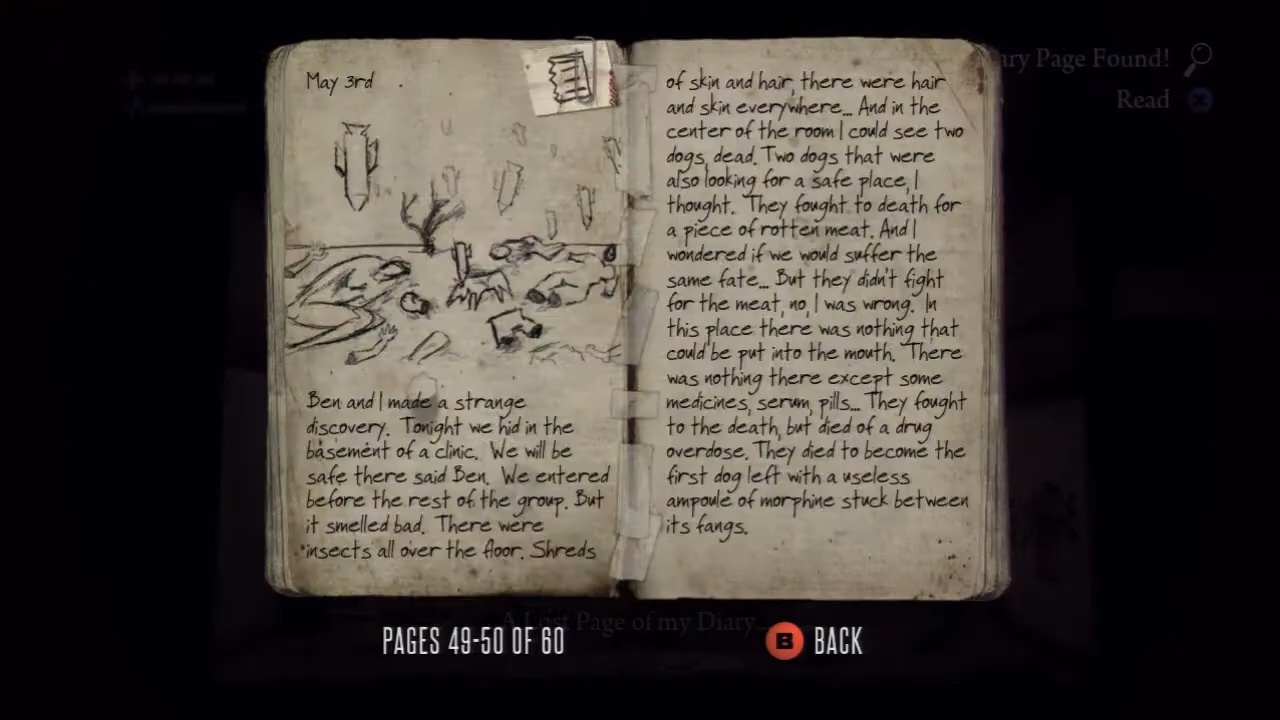 May 3rd
Ben and I made a strange
discovery. Tonight we hid in the
basement of a clinic. We will be
safe there said Ben. We entered
before the rest of the group. But
it smelled bad. There were
insects all over the floor. Shreds
of skin and hair, there were hair
and skin everywhere... And in the
center of the room I could see two
dogs, dead. Two dogs that were
also looking for a safe place, I
thought. They fought to death for
a piece of rotten meat. And I
wondered if we would suffer the
same fate... But they didn't fight
for the meat, no, I was wrong. In
this place there was nothing that
could be put into the mouth. There
was nothing there except some
medicines, serum, pills... They fought
to the death, but died of a drug
overdose. They died to become the
first dog left with a useless
ampoule of morphine stuck between
its fangs.
ary Page Found!
Read X
A Lost Page of my Diary...
PAGES 49-50 OF 60
B BACK